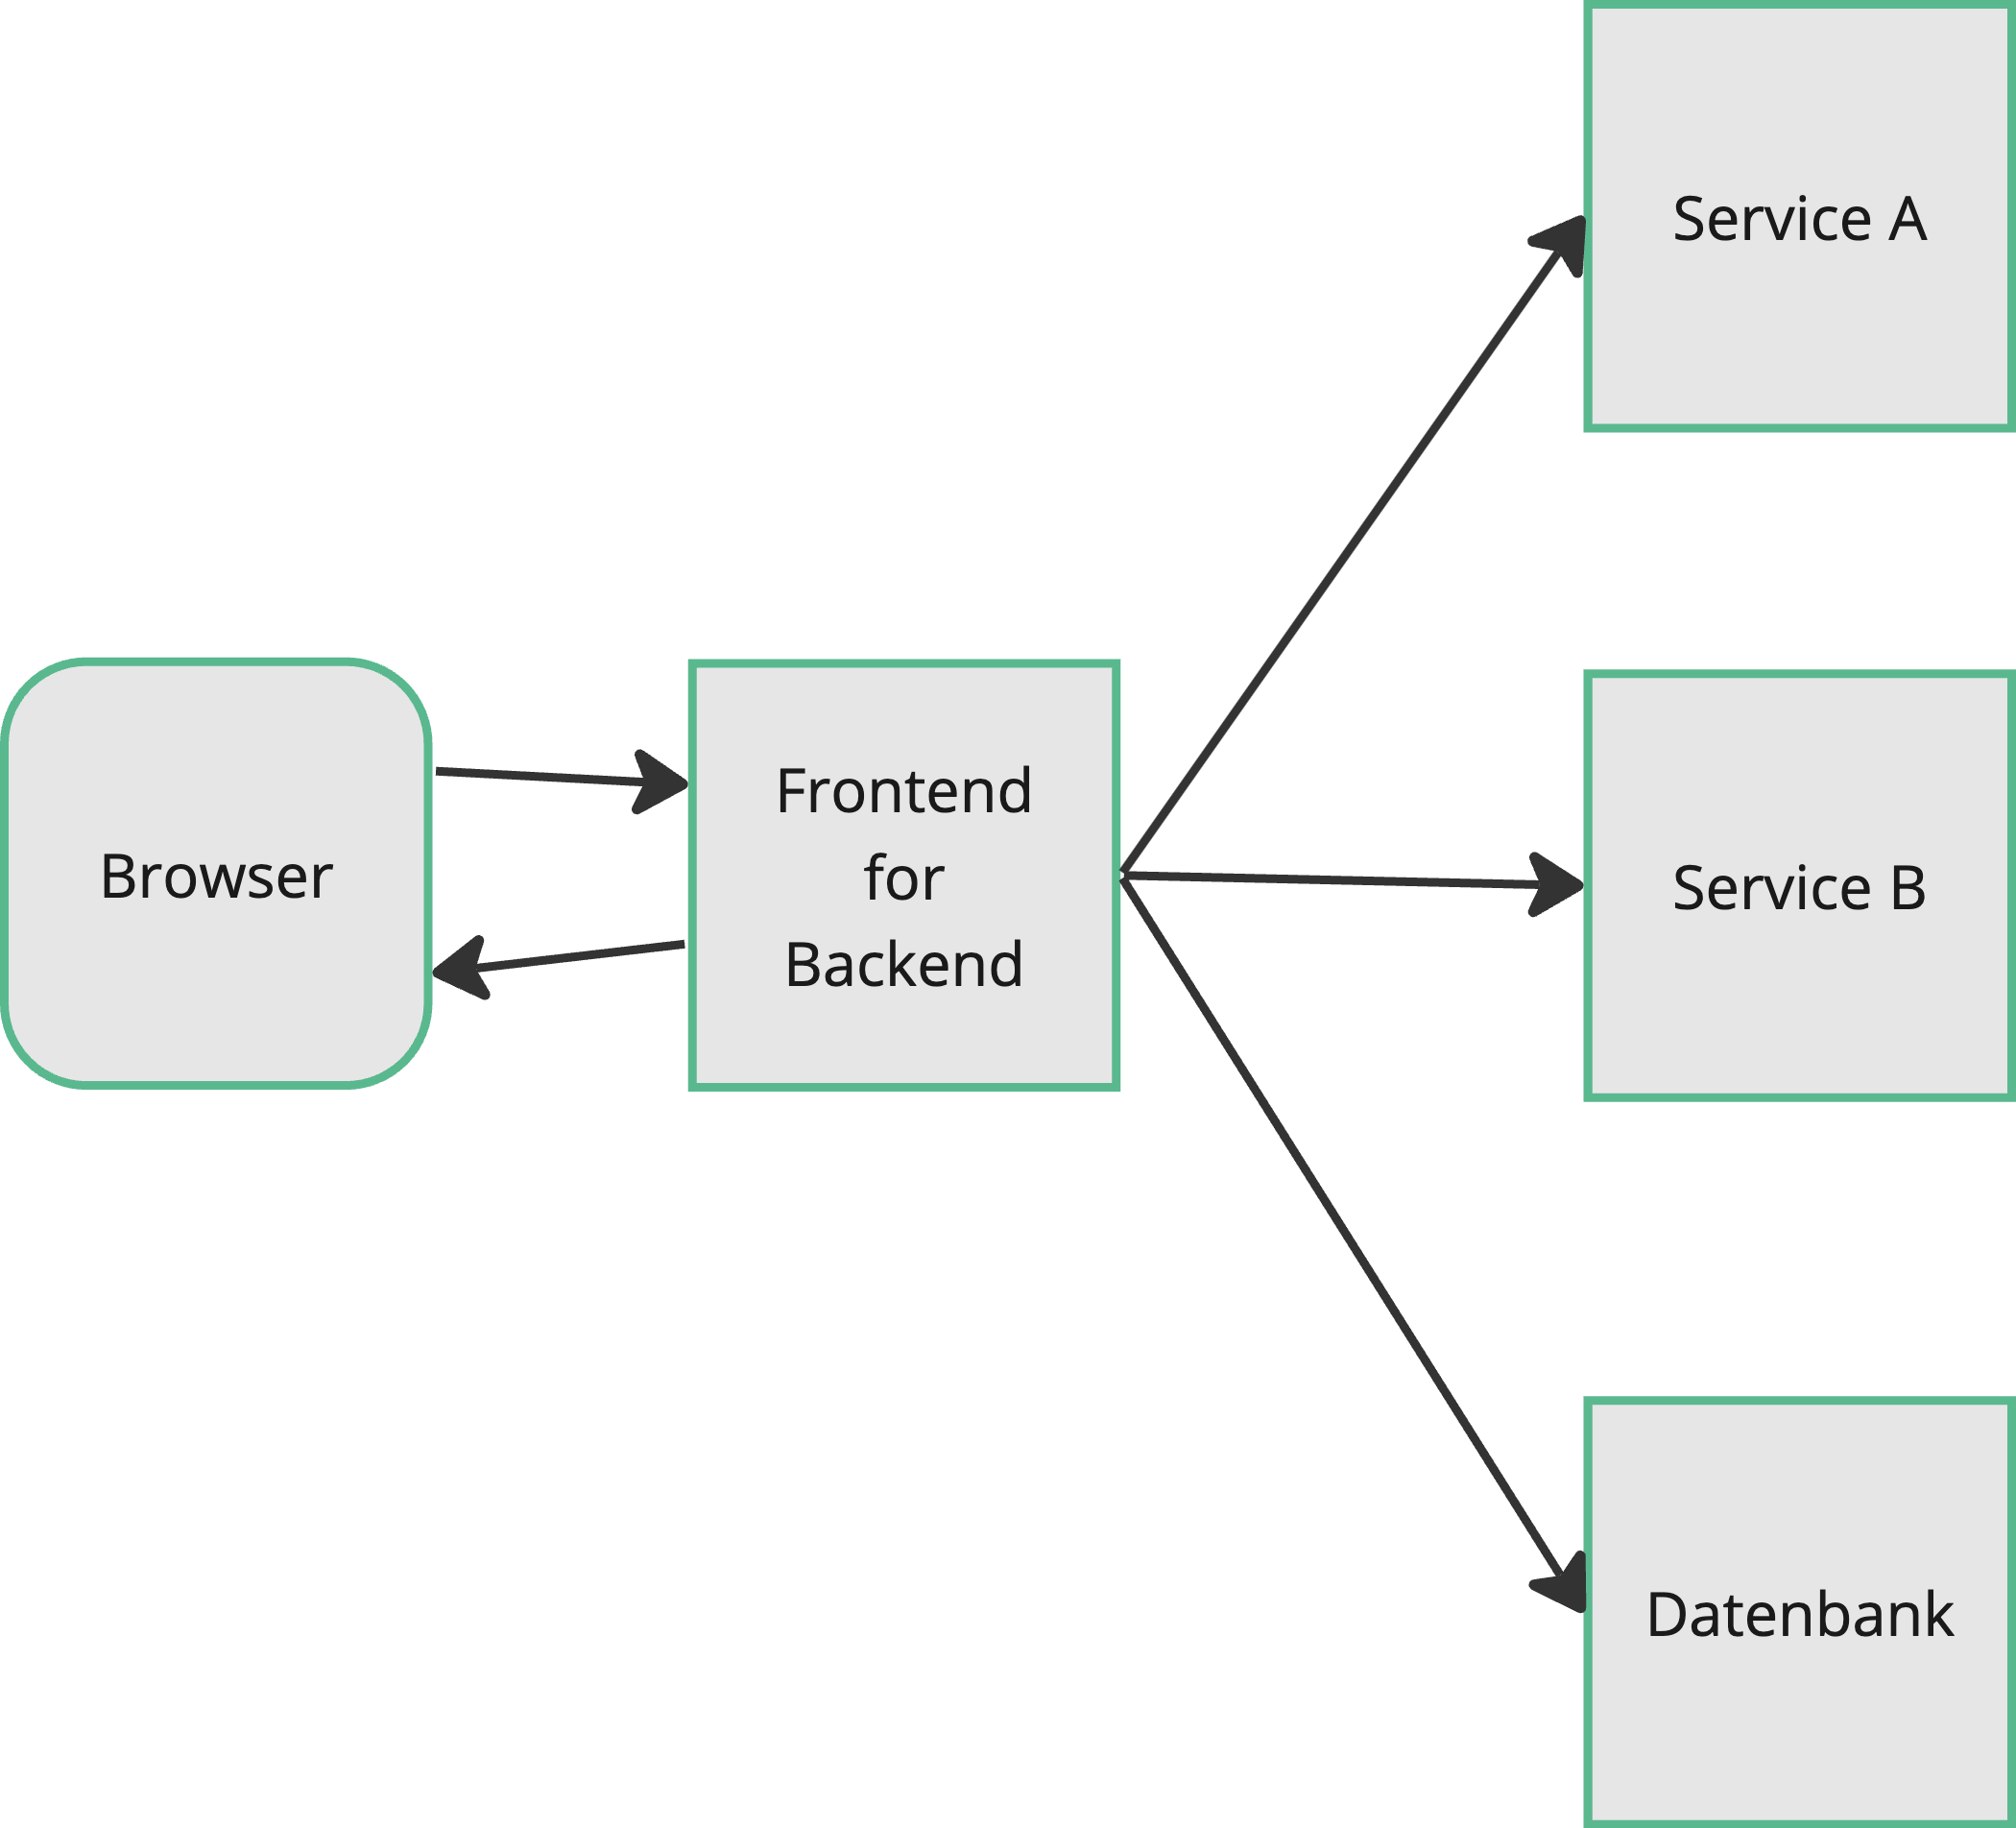 Service A
Browser
Frontend
for
Backend
Service B
Datenbank